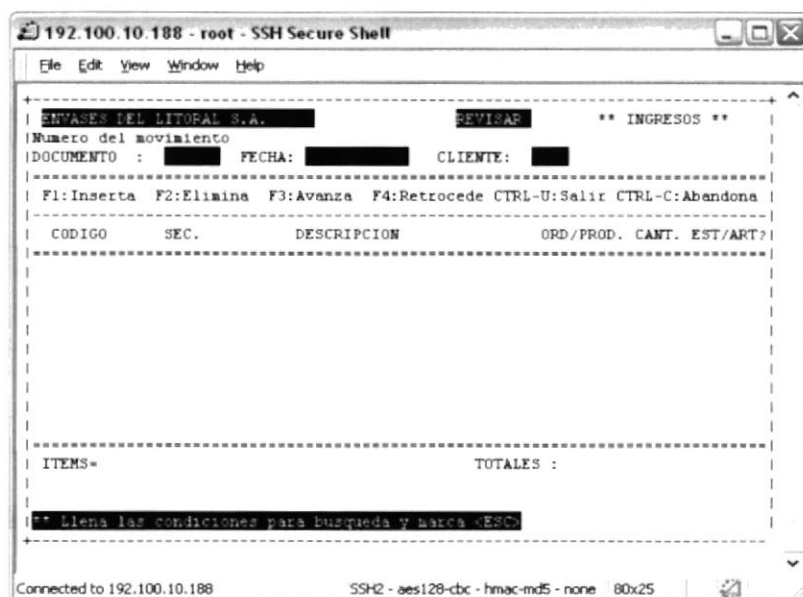 192.100.10.188 - root - SSH Secure Shell
File Edit View Window Help
ENVASES DEL LITORAL S.A. REVISAR ** INGRESOS **
Numero del movimiento
DOCUMENTO : FECHA: CLIENTE:
F1:Inserta F2:Elimina F3:Avanza F4:Retrocede CTRL-U:Salir CTRL-C:Abandona
CODIGO SEC. DESCRIPCION ORD/PROD. CANT. EST/ART?
ITEMS= TOTALES :
** Llena las condiciones para busqueda y marca <ESC>
Connected to 192.100.10.188 SSH2 - aes128-cbc - hmac-md5 - none 80x25